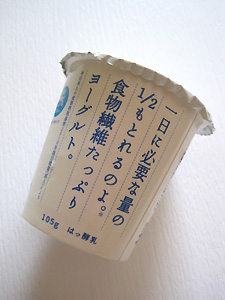 一日に必要な量の
1/2もとれるのよ。※
食物繊維たっぷり
ヨーグルト。
105g はっ酵乳